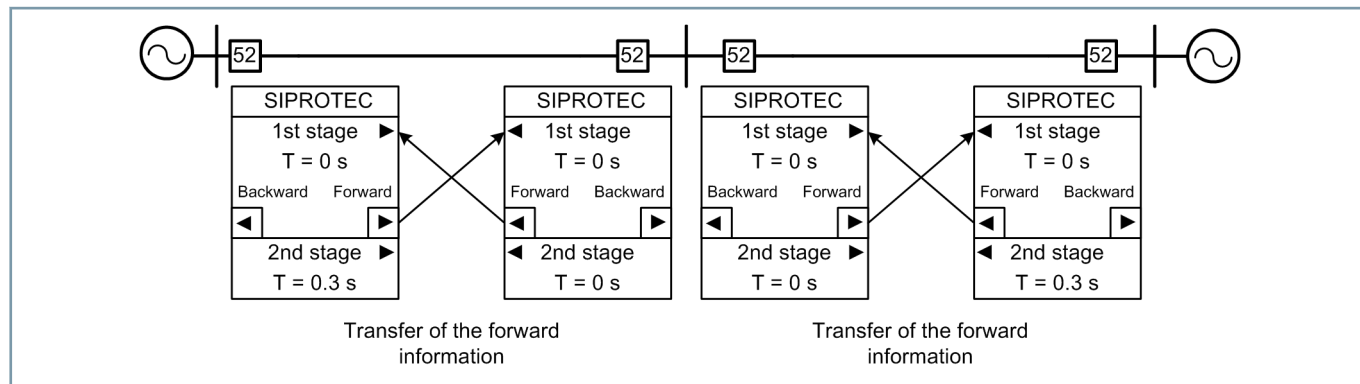 52 52 52 52
SIPROTEC SIPROTEC SIPROTEC SIPROTEC
1st stage 1st stage 1st stage 1st stage
T = 0 s T = 0 s T = 0 s T = 0 s
Backward Forward Forward Backward Backward Forward Forward Backward
2nd stage 2nd stage 2nd stage 2nd stage
T = 0.3 s T = 0 s T = 0 s T = 0.3 s
Transfer of the forward Transfer of the forward
information information